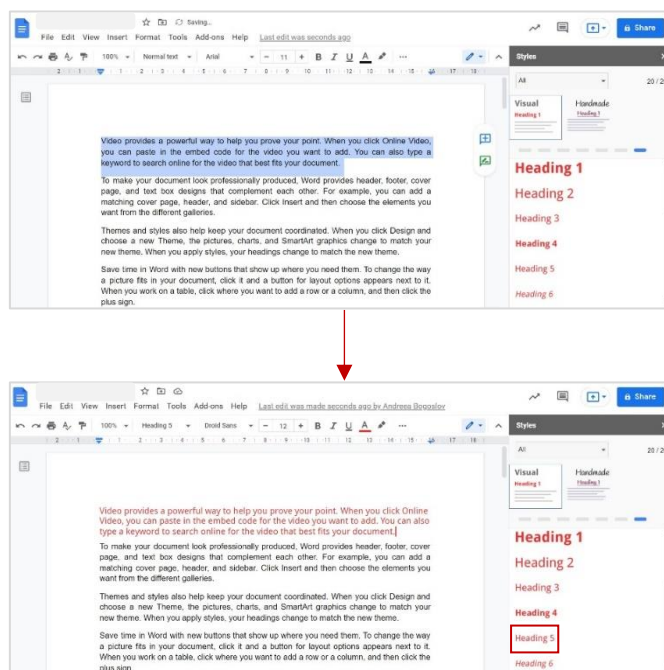 Saving...
File Edit View Insert Format Tools Add-ons Help Last edit was seconds ago
Share
100% Normal text Arial 11 B I U A
Styles
All
20 / 2
Visual Handmade
Heading 1 Heading 1
Video provides a powerful way to help you prove your point. When you click Online Video,
you can paste in the embed code for the video you want to add. You can also type a
keyword to search online for the video that best fits your document.
To make your document look professionally produced, Word provides header, footer, cover
page, and text box designs that complement each other. For example, you can add a
matching cover page, header, and sidebar. Click Insert and then choose the elements you
want from the different galleries.
Themes and styles also help keep your document coordinated. When you click Design and
choose a new Theme, the pictures, charts, and SmartArt graphics change to match your
new theme. When you apply styles, your headings change to match the new theme.
Save time in Word with new buttons that show up where you need them. To change the way
a picture fits in your document, click it and a button for layout options appears next to it.
When you work on a table, click where you want to add a row or a column, and then click the
plus sign.
Heading 1
Heading 2
Heading 3
Heading 4
Heading 5
Heading 6
File Edit View Insert Format Tools Add-ons Help Last edit was made seconds ago by Andreea Bogoslov
Share
100% Heading 5 Droid Sans 12 B I U A
Styles
All
20 / 2
Visual Handmade
Heading 1 Heading 1
Video provides a powerful way to help you prove your point. When you click Online
Video, you can paste in the embed code for the video you want to add. You can also
type a keyword to search online for the video that best fits your document.
To make your document look professionally produced, Word provides header, footer, cover
page, and text box designs that complement each other. For example, you can add a
matching cover page, header, and sidebar. Click Insert and then choose the elements you
want from the different galleries.
Themes and styles also help keep your document coordinated. When you click Design and
choose a new Theme, the pictures, charts, and SmartArt graphics change to match your
new theme. When you apply styles, your headings change to match the new theme.
Save time in Word with new buttons that show up where you need them. To change the way
a picture fits in your document, click it and a button for layout options appears next to it.
When you work on a table, click where you want to add a row or a column, and then click the
plus sign.
Heading 1
Heading 2
Heading 3
Heading 4
Heading 5
Heading 6